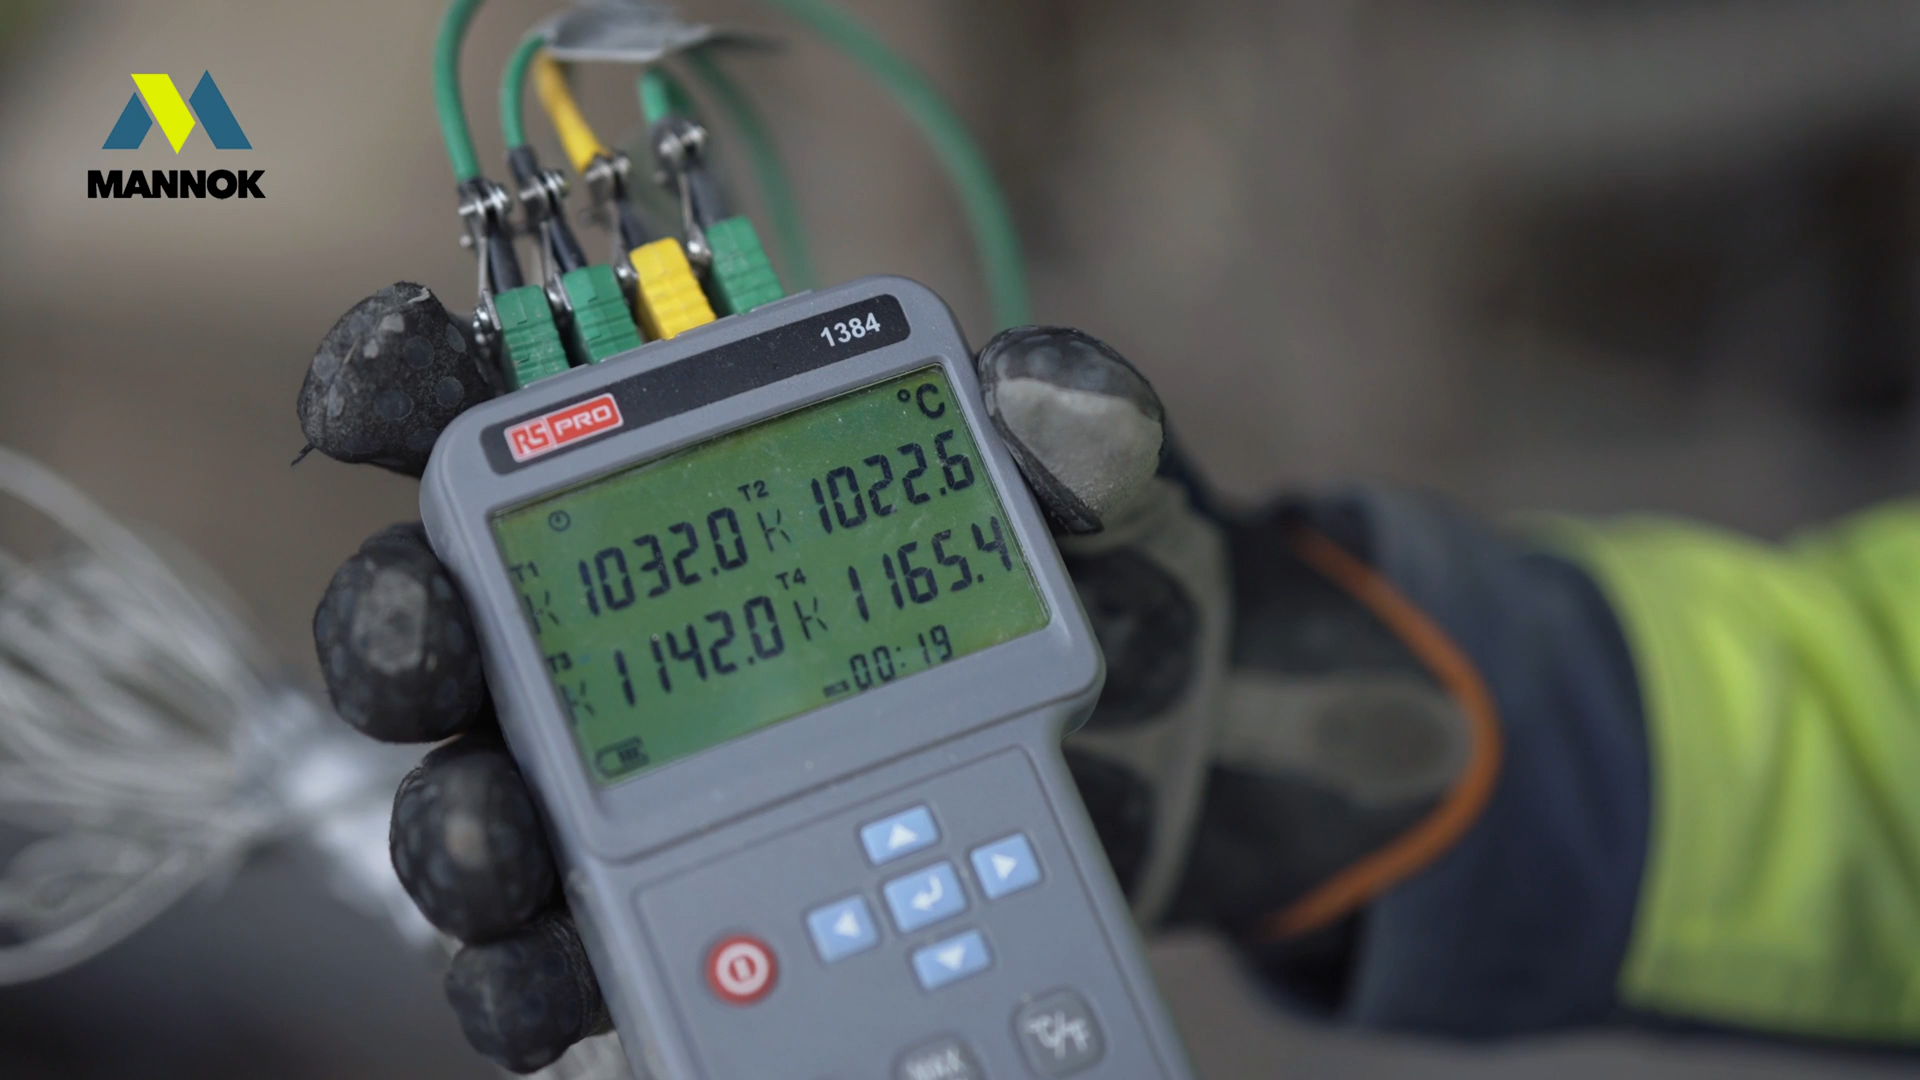 MANNOK
1384
RS PRO
°C
T1 K 1032.0 T2 K 1022.6
T3 K 1142.0 T4 K 1165.4
00:19
°C/°F